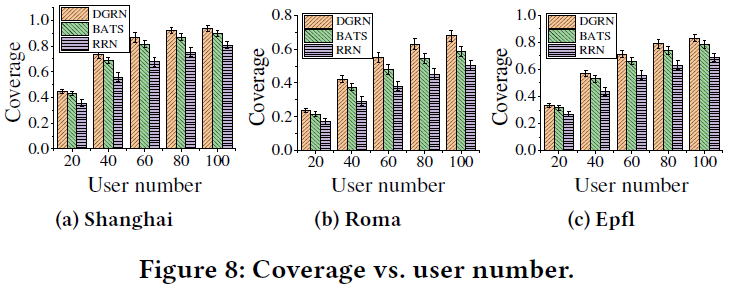 Coverage
1.0
0.8
0.6
0.4
0.2
0.0
DGRN
BATS
RRN
20 40 60 80 100
User number
(a) Shanghai
Coverage
0.8
0.6
0.4
0.2
0.0
DGRN
BATS
RRN
20 40 60 80 100
User number
(b) Roma
Coverage
1.0
0.8
0.6
0.4
0.2
0.0
DGRN
BATS
RRN
20 40 60 80 100
User number
(c) Epfl
Figure 8: Coverage vs. user number.